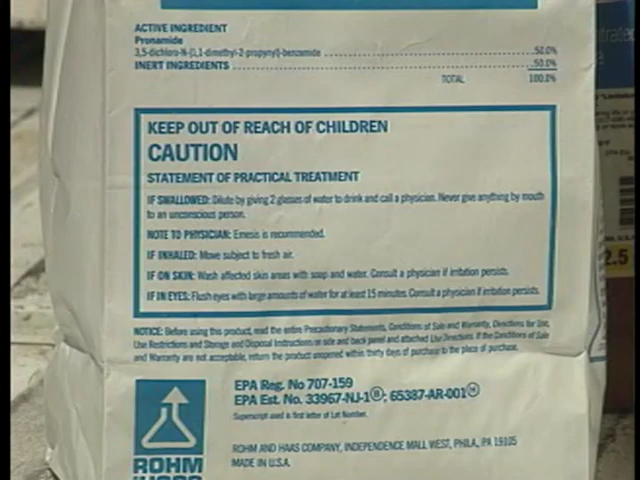 ACTIVE INGREDIENT
Pronamide
3,5-dichloro-N-(1,1-dimethyl-2-propynyl)-benzamide ........ 50.0%
INERT INGREDIENTS ........ 50.0%
TOTAL 100.0%
KEEP OUT OF REACH OF CHILDREN
CAUTION
STATEMENT OF PRACTICAL TREATMENT
IF SWALLOWED: Dilute by giving 2 glasses of water to drink and call a physician. Never give anything by mouth
to an unconscious person.
NOTE TO PHYSICIAN: Emesis is recommended.
IF INHALED: Move subject to fresh air.
IF ON SKIN: Wash affected skin areas with soap and water. Consult a physician if irritation persists.
IF IN EYES: Flush eyes with large amounts of water for at least 15 minutes. Consult a physician if irritation persists.
NOTICE: Before using this product, read the entire Precautionary Statements, Conditions of Sale and Warranty, Directions for Use,
Use Restrictions and Storage and Disposal Instructions on side and back panel and attached Use Directions. If the Conditions of Sale
and Warranty are not acceptable, return the product unopened within thirty days of purchase to the place of purchase.
EPA Reg. No 707-159
EPA Est. No. 33967-NJ-1Ⓑ; 65387-AR-001Ⓜ
Superscript used is first letter of Lot Number.
ROHM AND HAAS COMPANY, INDEPENDENCE MALL WEST, PHILA, PA 19105
MADE IN U.S.A.
ROHM
2.5